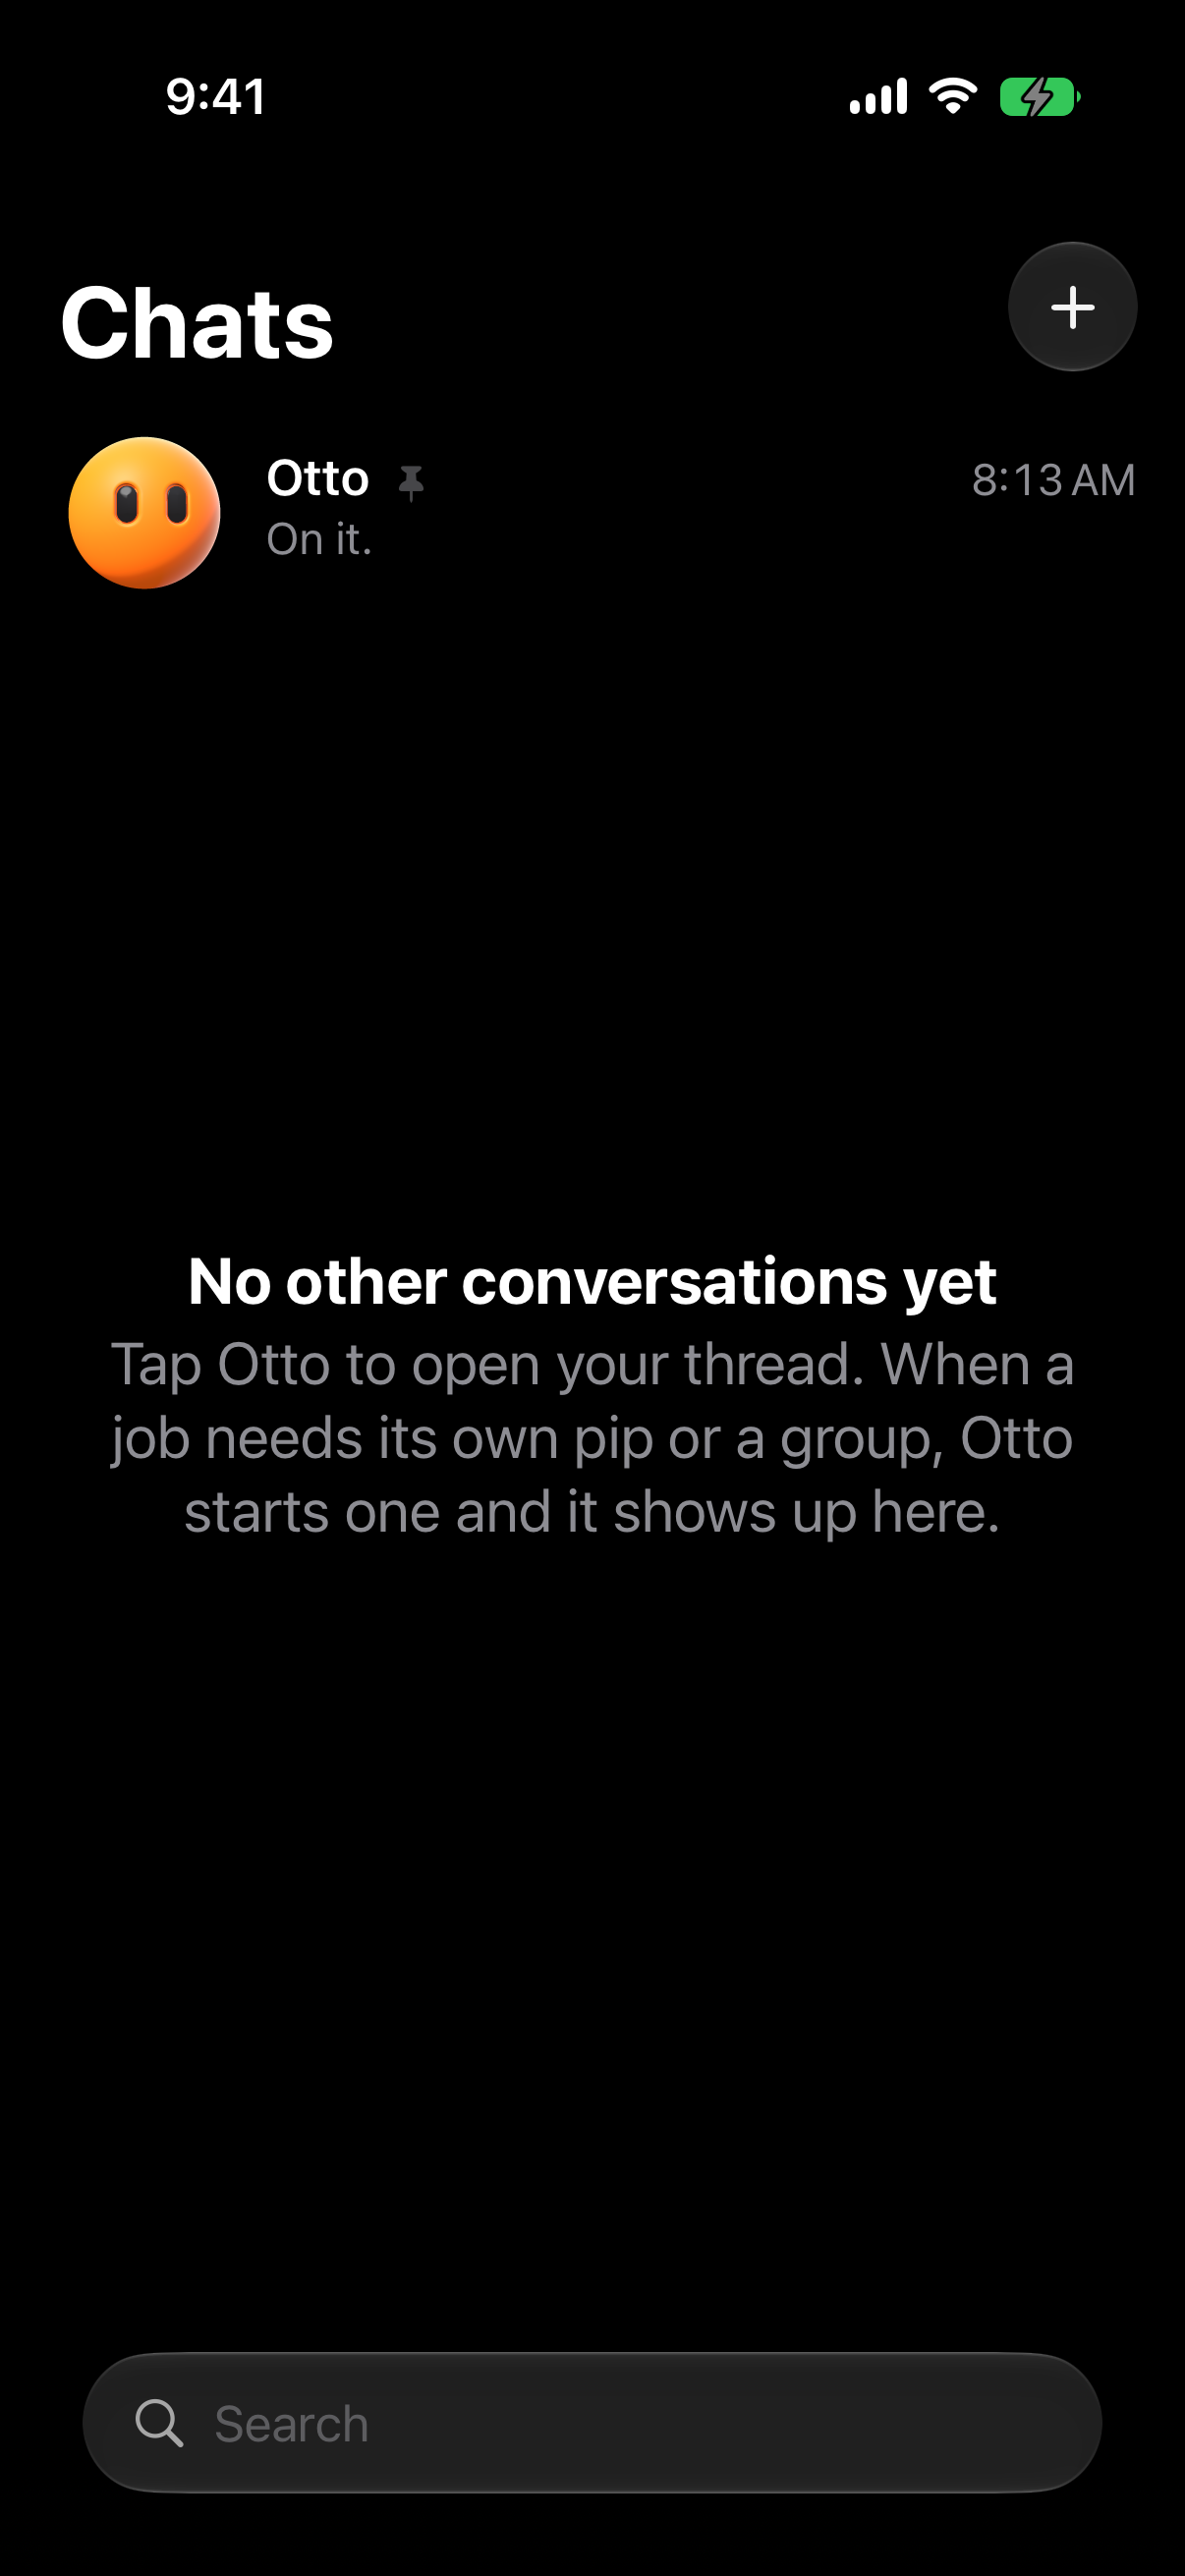 9:41
Chats
Otto
8:13 AM
On it.
No other conversations yet
Tap Otto to open your thread. When a
job needs its own pip or a group, Otto
starts one and it shows up here.
Search